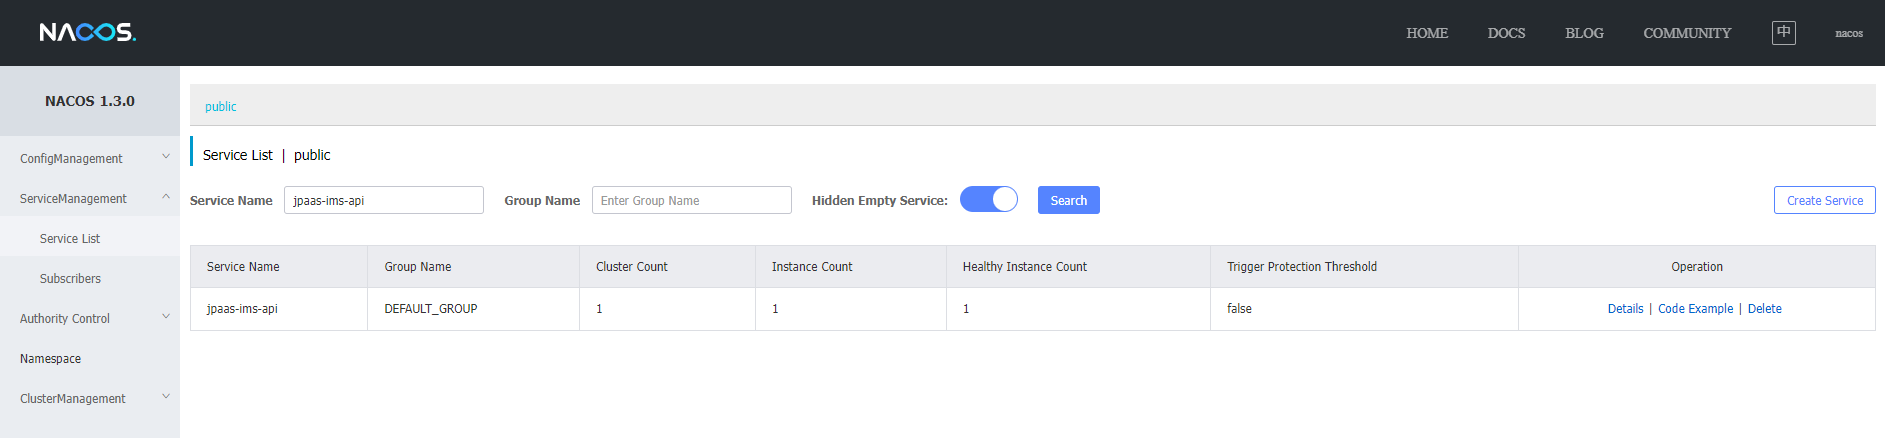 NACOS.
HOME DOCS BLOG COMMUNITY 中 nacos
NACOS 1.3.0
ConfigManagement
ServiceManagement
Service List
Subscribers
Authority Control
Namespace
ClusterManagement
public
Service List | public
Service Name jpaas-ims-api Group Name Enter Group Name Hidden Empty Service: Search Create Service
Service Name Group Name Cluster Count Instance Count Healthy Instance Count Trigger Protection Threshold Operation
jpaas-ims-api DEFAULT_GROUP 1 1 1 false Details | Code Example | Delete